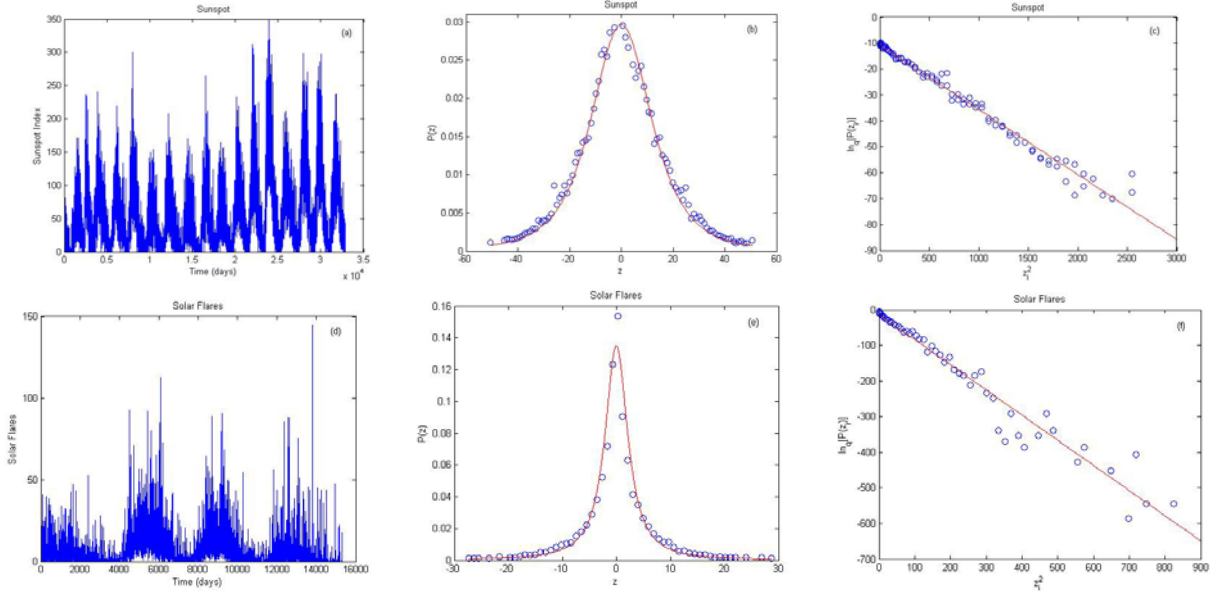 Sunspot
(a)
Sunspot Index
350
300
250
200
150
100
50
0
0 0.5 1 1.5 2 2.5 3 3.5
x 10^4
Time (days)
Sunspot
(b)
P(z)
0.03
0.025
0.02
0.015
0.01
0.005
0
-60 -40 -20 0 20 40 60
z
Sunspot
(c)
ln_q[P(z_i)]
0
-10
-20
-30
-40
-50
-60
-70
-80
-90
0 500 1000 1500 2000 2500 3000
z_i^2
Solar Flares
(d)
Solar Flares
150
100
50
0
0 2000 4000 6000 8000 10000 12000 14000 16000
Time (days)
Solar Flares
(e)
P(z)
0.16
0.14
0.12
0.1
0.08
0.06
0.04
0.02
0
-30 -20 -10 0 10 20 30
z
Solar Flares
(f)
ln_q[P(z_i)]
0
-100
-200
-300
-400
-500
-600
-700
0 100 200 300 400 500 600 700 800 900
z_i^2